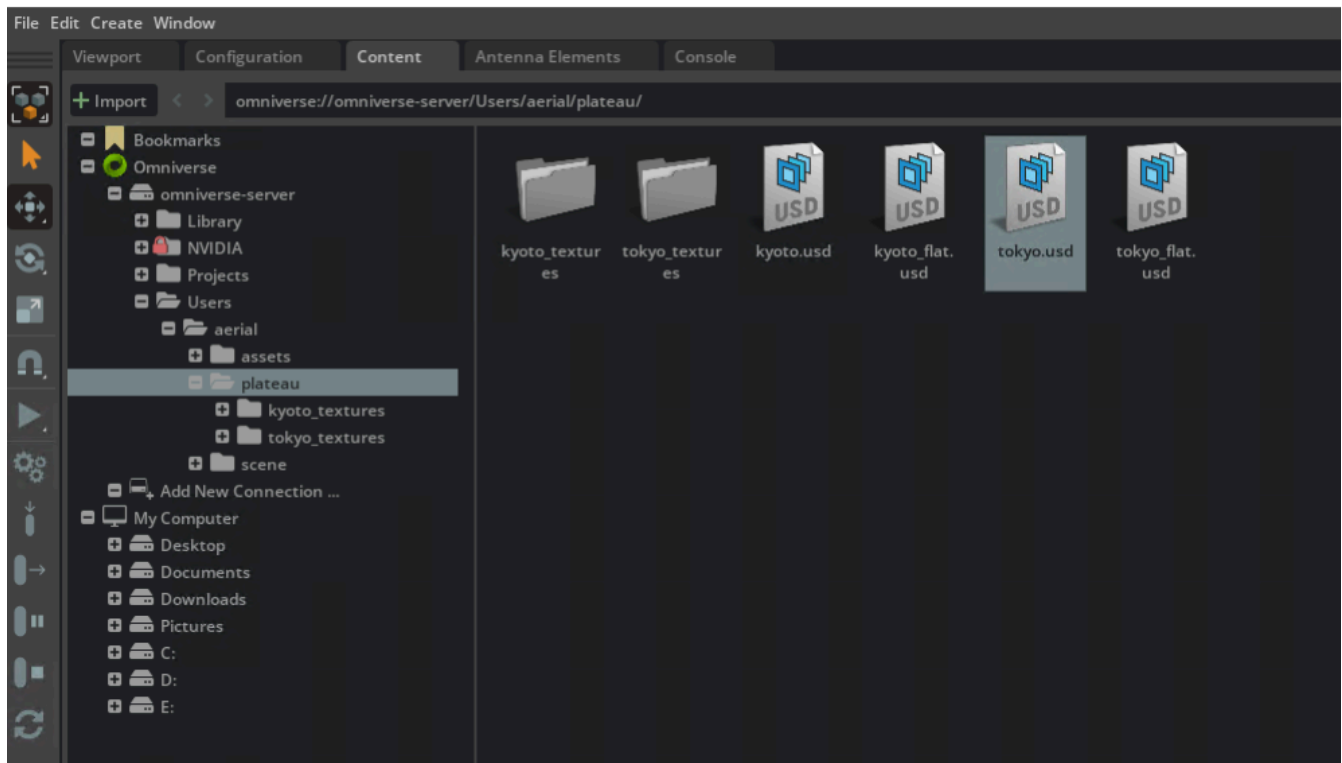 File Edit Create Window
Viewport Configuration Content Antenna Elements Console
+ Import < > omniverse://omniverse-server/Users/aerial/plateau/
Bookmarks
Omniverse
omniverse-server
Library
NVIDIA
Projects
Users
aerial
assets
plateau
kyoto_textures
tokyo_textures
scene
Add New Connection ...
My Computer
Desktop
Documents
Downloads
Pictures
C:
D:
E:
USD USD USD USD
kyoto_textur tokyo_textur kyoto.usd kyoto_flat. tokyo.usd tokyo_flat.
es es usd usd